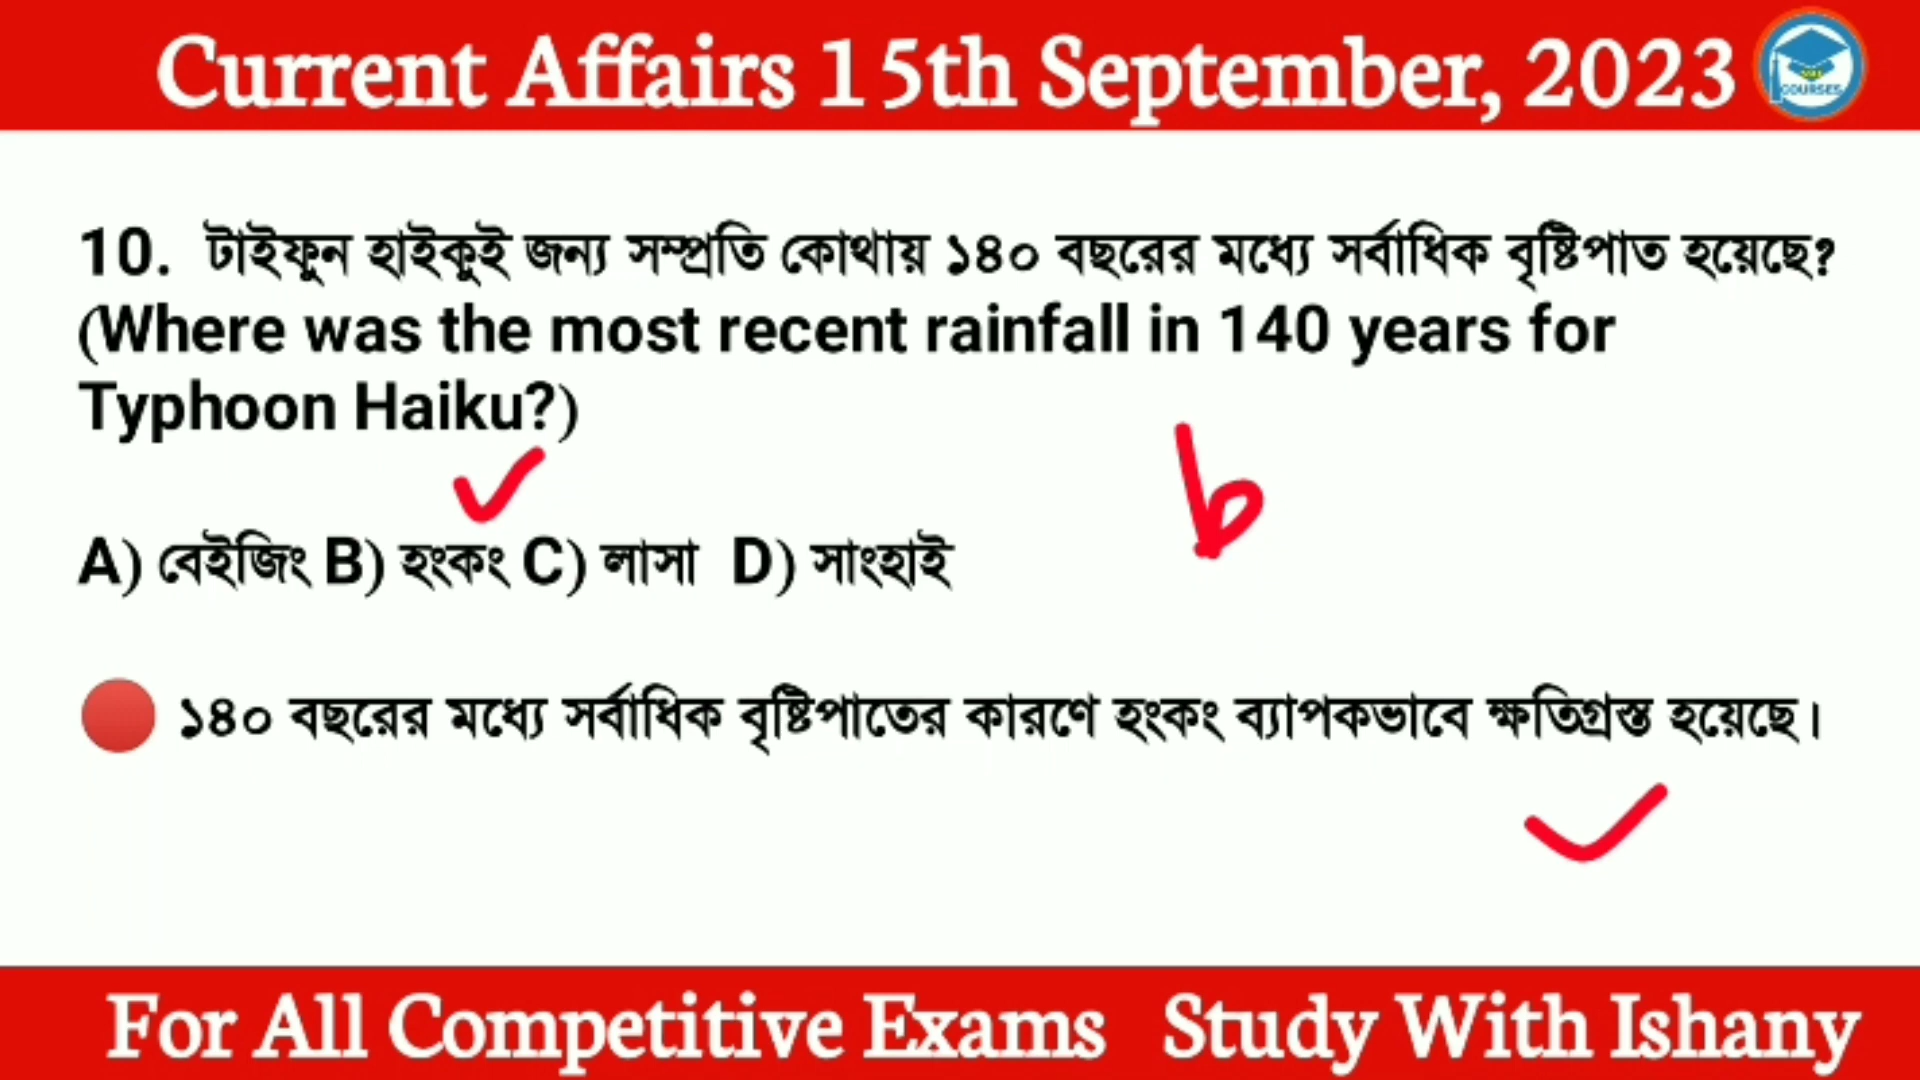 Current Affairs 15th September, 2023
COURSES
10. টাইফুন হাইকুই জন্য সম্প্রতি কোথায় ১৪০ বছরের মধ্যে সর্বাধিক বৃষ্টিপাত হয়েছে?
(Where was the most recent rainfall in 140 years for
Typhoon Haiku?)
b
A) বেইজিং B) হংকং C) লাসা D) সাংহাই
১৪০ বছরের মধ্যে সর্বাধিক বৃষ্টিপাতের কারণে হংকং ব্যাপকভাবে ক্ষতিগ্রস্ত হয়েছে।
For All Competitive Exams Study With Ishany